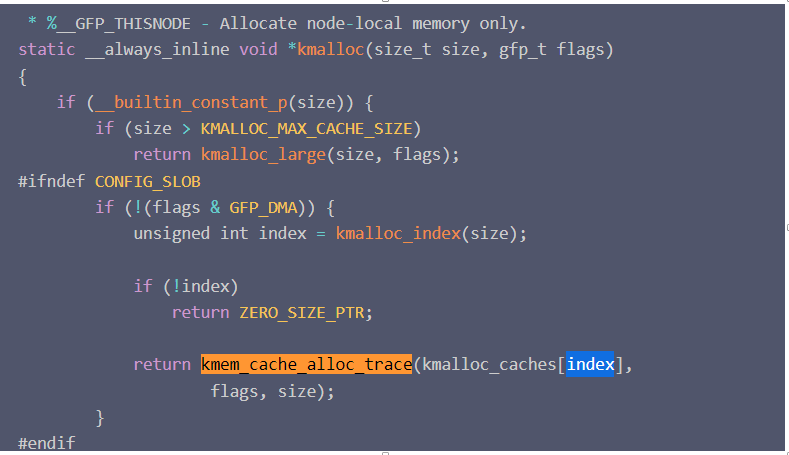 * %__GFP_THISNODE - Allocate node-local memory only.
static __always_inline void *kmalloc(size_t size, gfp_t flags)
{
if (__builtin_constant_p(size)) {
if (size > KMALLOC_MAX_CACHE_SIZE)
return kmalloc_large(size, flags);
#ifndef CONFIG_SLOB
if (!(flags & GFP_DMA)) {
unsigned int index = kmalloc_index(size);
if (!index)
return ZERO_SIZE_PTR;
return kmem_cache_alloc_trace(kmalloc_caches[index],
flags, size);
}
#endif